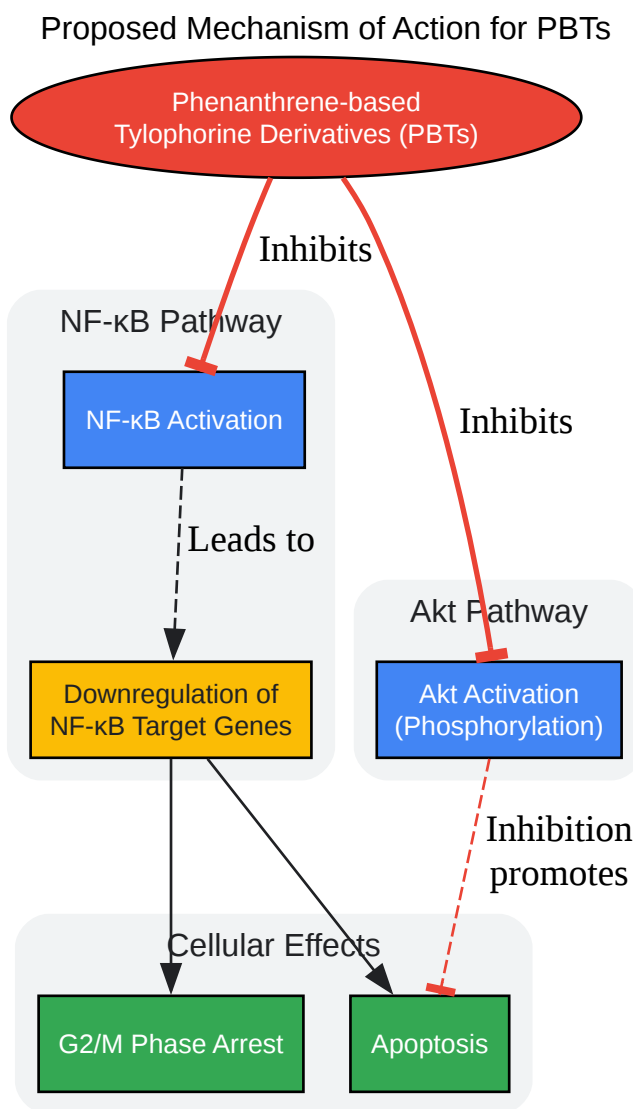 Proposed Mechanism of Action for PBTs
Phenanthrene-based
Tylophorine Derivatives (PBTs)
Inhibits
NF-κB Pathway
NF-κB Activation
Inhibits
Leads to
Akt Pathway
Downregulation of
NF-κB Target Genes
Akt Activation
(Phosphorylation)
Inhibition
promotes
Cellular Effects
G2/M Phase Arrest
Apoptosis